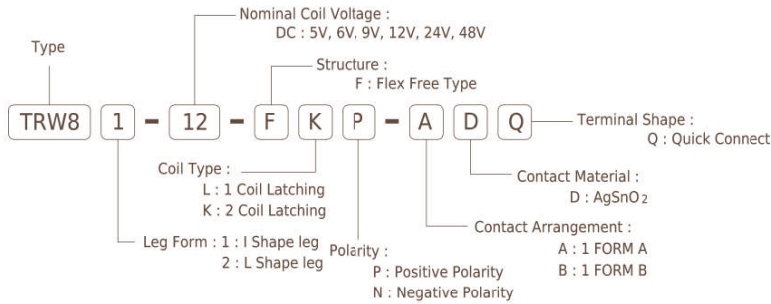 Nominal Coil Voltage :
DC : 5V, 6V, 9V, 12V, 24V, 48V
Type
Structure :
F : Flex Free Type
TRW8 1 - 12 - F K P - A D Q
Terminal Shape :
Q : Quick Connect
Coil Type :
L : 1 Coil Latching
K : 2 Coil Latching
Contact Material :
D : AgSnO2
Leg Form : 1 : I Shape leg
2 : L Shape leg
Polarity :
P : Positive Polarity
N : Negative Polarity
Contact Arrangement :
A : 1 FORM A
B : 1 FORM B